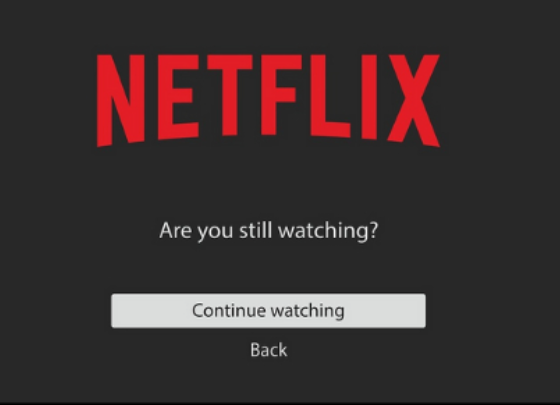 NETFLIX
Are you still watching?
Continue watching
Back